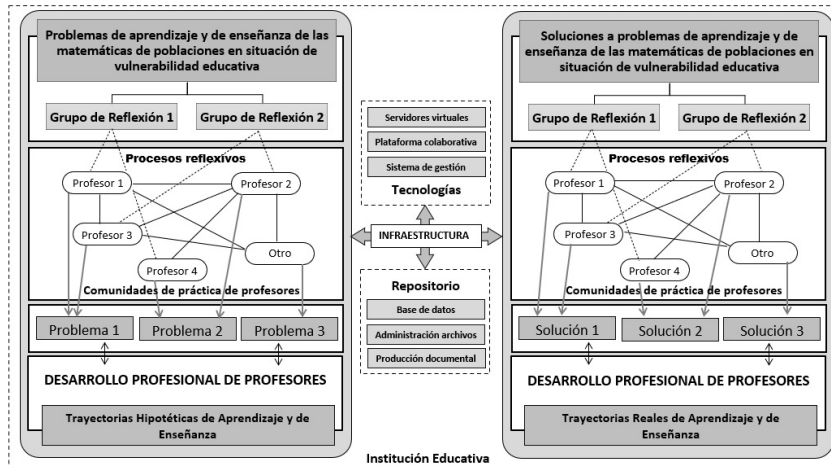 Problemas de aprendizaje y de enseñanza de las
matemáticas de poblaciones en situación de
vulnerabilidad educativa
Grupo de Reflexión 1
Grupo de Reflexión 2
Procesos reflexivos
Profesor 1
Profesor 2
Profesor 3
Otro
Profesor 4
Comunidades de práctica de profesores
Problema 1
Problema 2
Problema 3
DESARROLLO PROFESIONAL DE PROFESORES
Trayectorias Hipotéticas de Aprendizaje y de
Enseñanza
Servidores virtuales
Plataforma colaborativa
Sistema de gestión
Tecnologías
INFRAESTRUCTURA
Repositorio
Base de datos
Administración archivos
Producción documental
Soluciones a problemas de aprendizaje y de
enseñanza de las matemáticas de poblaciones en
situación de vulnerabilidad educativa
Grupo de Reflexión 1
Grupo de Reflexión 2
Procesos reflexivos
Profesor 1
Profesor 2
Profesor 3
Otro
Profesor 4
Comunidades de práctica de profesores
Solución 1
Solución 2
Solución 3
DESARROLLO PROFESIONAL DE PROFESORES
Trayectorias Reales de Aprendizaje y de
Enseñanza
Institución Educativa